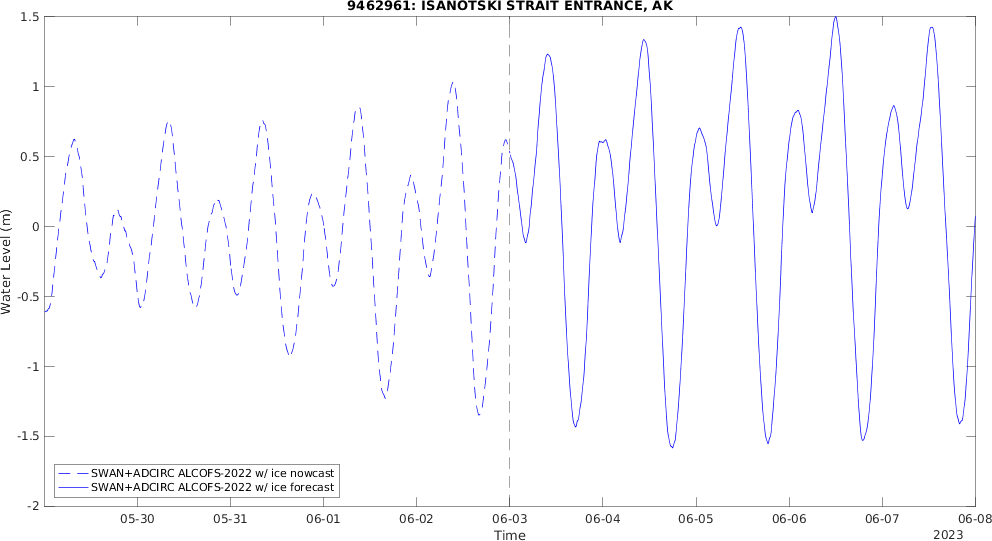 9462961: ISANOTSKI STRAIT ENTRANCE, AK
1.5
1
0.5
0
-0.5
-1
-1.5
-2
Water Level (m)
SWAN+ADCIRC ALCOFS-2022 w/ ice nowcast
SWAN+ADCIRC ALCOFS-2022 w/ ice forecast
05-30 05-31 06-01 06-02 06-03 06-04 06-05 06-06 06-07 06-08
Time
2023